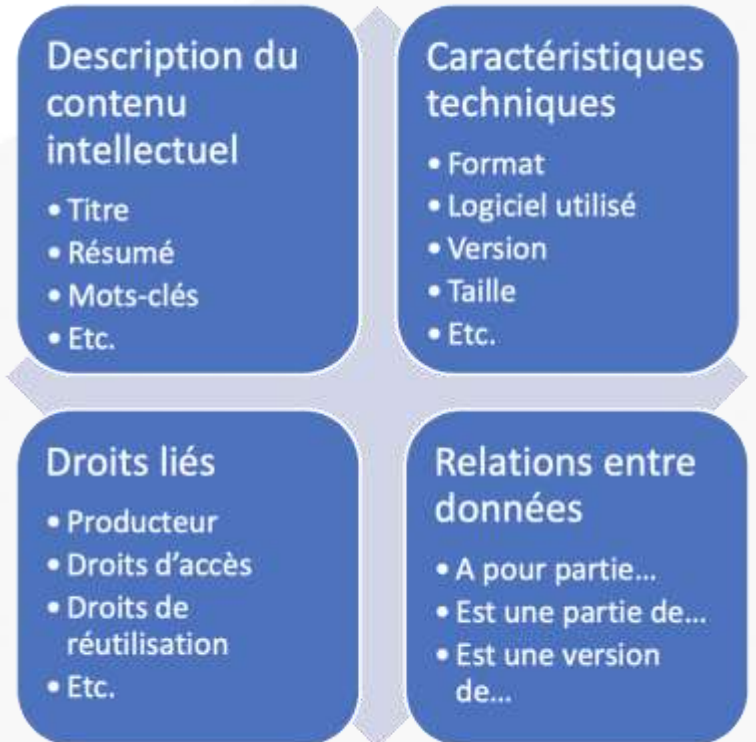 Description du
contenu
intellectuel
• Titre
• Résumé
• Mots-clés
• Etc.
Caractéristiques
techniques
• Format
• Logiciel utilisé
• Version
• Taille
• Etc.
Droits liés
• Producteur
• Droits d’accès
• Droits de
réutilisation
• Etc.
Relations entre
données
• A pour partie...
• Est une partie de...
• Est une version
de...